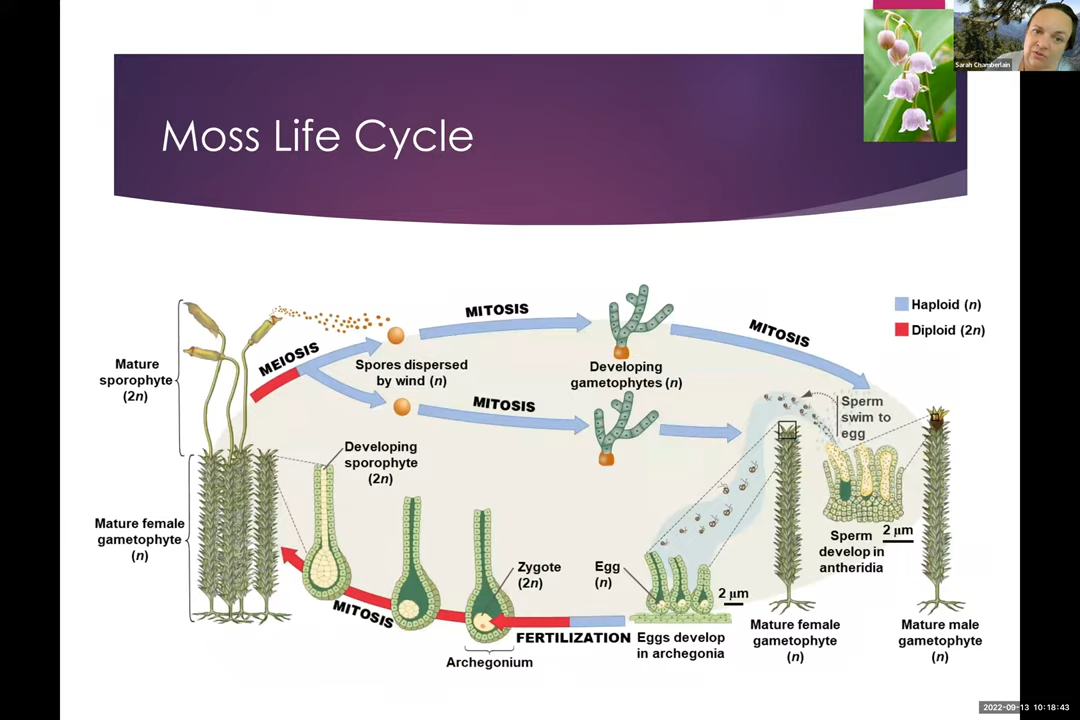 Sarah Chamberlain
Moss Life Cycle
Haploid (n)
Diploid (2n)
Mature
sporophyte
(2n)
MEIOSIS
Spores dispersed
by wind (n)
MITOSIS
Developing
gametophytes (n)
MITOSIS
MITOSIS
Sperm
swim to
egg
Mature female
gametophyte
(n)
Developing
sporophyte
(2n)
MITOSIS
Zygote
(2n)
Archegonium
FERTILIZATION
Egg
(n)
2 μm
Eggs develop
in archegonia
Mature female
gametophyte
(n)
2 μm
Sperm
develop in
antheridia
Mature male
gametophyte
(n)
2022-09-13 10:18:43